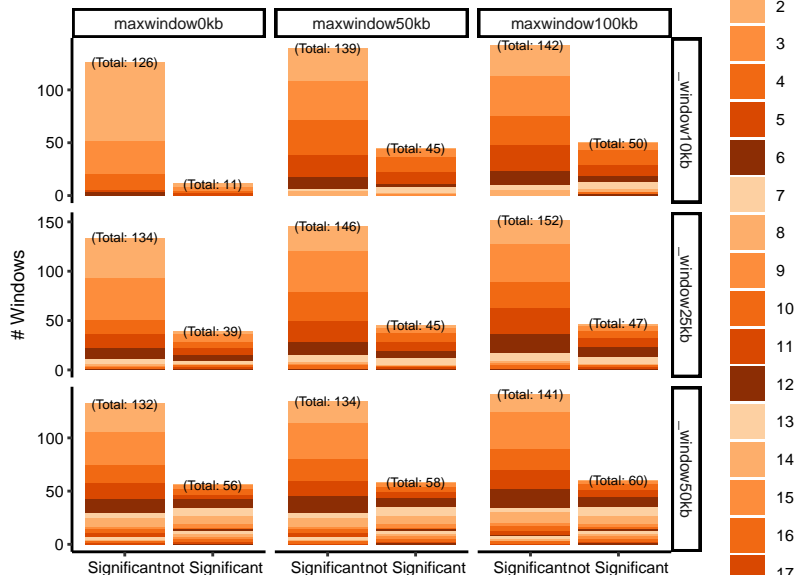 maxwindow0kb maxwindow50kb maxwindow100kb
(Total: 126) (Total: 11) (Total: 139) (Total: 45) (Total: 142) (Total: 50)
100
50
0
_window10kb
(Total: 134) (Total: 39) (Total: 146) (Total: 45) (Total: 152) (Total: 47)
150
100
50
0
_window25kb
(Total: 132) (Total: 56) (Total: 134) (Total: 58) (Total: 141) (Total: 60)
100
50
0
_window50kb
# Windows
Significant not Significant Significant not Significant Significant not Significant
2
3
4
5
6
7
8
9
10
11
12
13
14
15
16
17